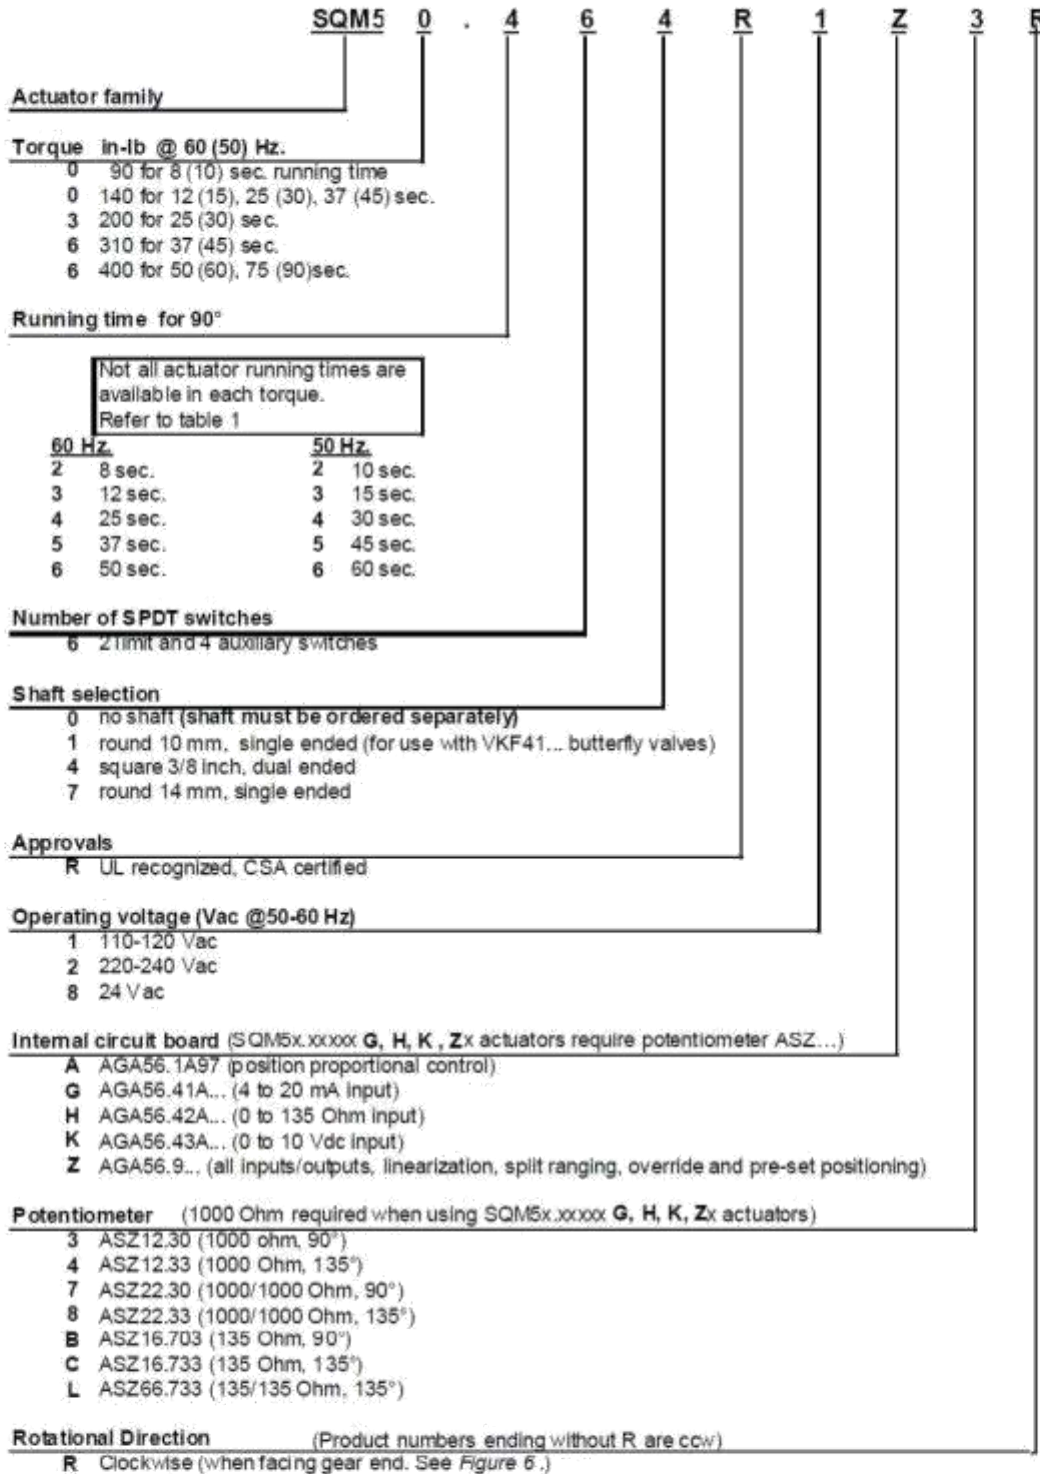 SQM5 0 . 4 6 4 R 1 Z 3 R
Actuator family
Torque in-lb @ 60 (50) Hz.
0 90 for 8 (10) sec. running time
0 140 for 12 (15), 25 (30), 37 (45) sec.
3 200 for 25 (30) sec.
6 310 for 37 (45) sec.
6 400 for 50 (60), 75 (90)sec.
Running time for 90°
Not all actuator running times are
available in each torque.
Refer to table 1
60 Hz. 50 Hz.
2 8 sec. 2 10 sec.
3 12 sec. 3 15 sec.
4 25 sec. 4 30 sec.
5 37 sec. 5 45 sec.
6 50 sec. 6 60 sec.
Number of SPDT switches
6 2 limit and 4 auxiliary switches
Shaft selection
0 no shaft (shaft must be ordered separately)
1 round 10 mm, single ended (for use with VKF41... butterfly valves)
4 square 3/8 inch, dual ended
7 round 14 mm, single ended
Approvals
R UL recognized, CSA certified
Operating voltage (Vac @50-60 Hz)
1 110-120 Vac
2 220-240 Vac
8 24 Vac
Internal circuit board (SQM5x.xxxxx G, H, K , Zx actuators require potentiometer ASZ...)
A AGA56.1A97 (position proportional control)
G AGA56.41A... (4 to 20 mA input)
H AGA56.42A... (0 to 135 Ohm input)
K AGA56.43A... (0 to 10 Vdc input)
Z AGA56.9... (all inputs/outputs, linearization, split ranging, override and pre-set positioning)
Potentiometer (1000 Ohm required when using SQM5x.xxxxx G, H, K, Zx actuators)
3 ASZ12.30 (1000 ohm, 90°)
4 ASZ12.33 (1000 Ohm, 135°)
7 ASZ22.30 (1000/1000 Ohm, 90°)
8 ASZ22.33 (1000/1000 Ohm, 135°)
B ASZ16.703 (135 Ohm, 90°)
C ASZ16.733 (135 Ohm, 135°)
L ASZ66.733 (135/135 Ohm, 135°)
Rotational Direction (Product numbers ending without R are ccw)
R Clockwise (when facing gear end. See Figure 6 .)